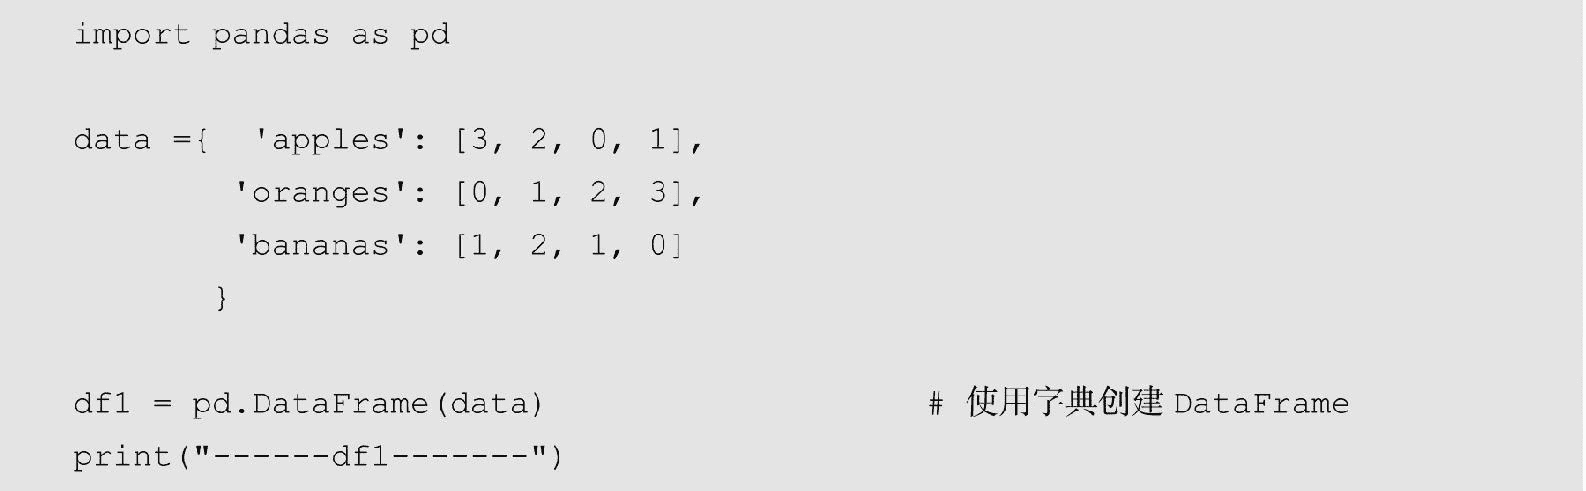 import pandas as pd
data ={  'apples': [3, 2, 0, 1],
'oranges': [0, 1, 2, 3],
'bananas': [1, 2, 1, 0]
}
df1 = pd.DataFrame(data)    # 使用字典创建 DataFrame
print("------df1-------")